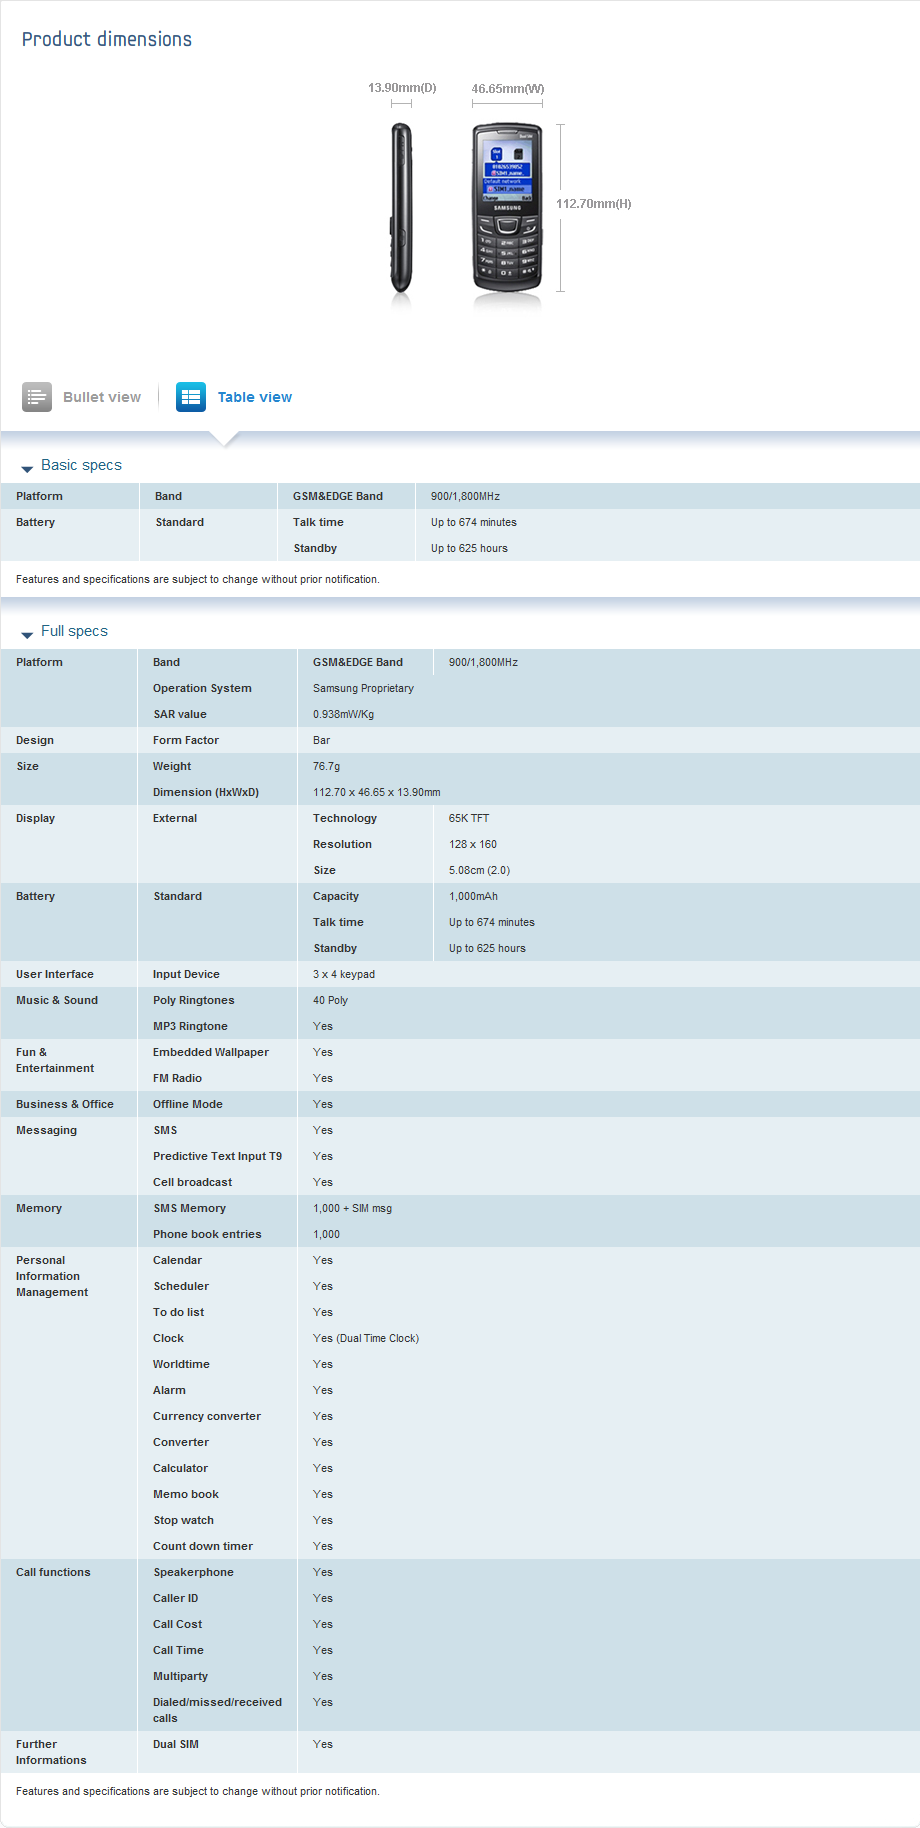 Product dimensions
13.90mm(D) 46.65mm(W)
112.70mm(H)
SAMSUNG
Bullet view Table view
Basic specs
Platform Band GSM&EDGE Band 900/1,800MHz
Battery Standard Talk time Up to 674 minutes
Standby Up to 625 hours
Features and specifications are subject to change without prior notification.
Full specs
Platform Band GSM&EDGE Band 900/1,800MHz
Operation System Samsung Proprietary
SAR value 0.938mW/Kg
Design Form Factor Bar
Size Weight 76.7g
Dimension (HxWxD) 112.70 x 46.65 x 13.90mm
Display External Technology 65K TFT
Resolution 128 x 160
Size 5.08cm (2.0)
Battery Standard Capacity 1,000mAh
Talk time Up to 674 minutes
Standby Up to 625 hours
User Interface Input Device 3 x 4 keypad
Music & Sound Poly Ringtones 40 Poly
MP3 Ringtone Yes
Fun & Embedded Wallpaper Yes
Entertainment
FM Radio Yes
Business & Office Offline Mode Yes
Messaging SMS Yes
Predictive Text Input T9 Yes
Cell broadcast Yes
Memory SMS Memory 1,000 + SIM msg
Phone book entries 1,000
Personal Calendar Yes
Information
Scheduler Yes
Management
To do list Yes
Clock Yes (Dual Time Clock)
Worldtime Yes
Alarm Yes
Currency converter Yes
Converter Yes
Calculator Yes
Memo book Yes
Stop watch Yes
Count down timer Yes
Call functions Speakerphone Yes
Caller ID Yes
Call Cost Yes
Call Time Yes
Multiparty Yes
Dialed/missed/received Yes
calls
Further Dual SIM Yes
Informations
Features and specifications are subject to change without prior notification.